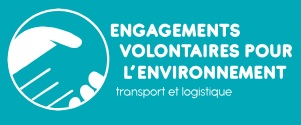 ENGAGEMENTS
VOLONTAIRES POUR
L'ENVIRONNEMENT
transport et logistique